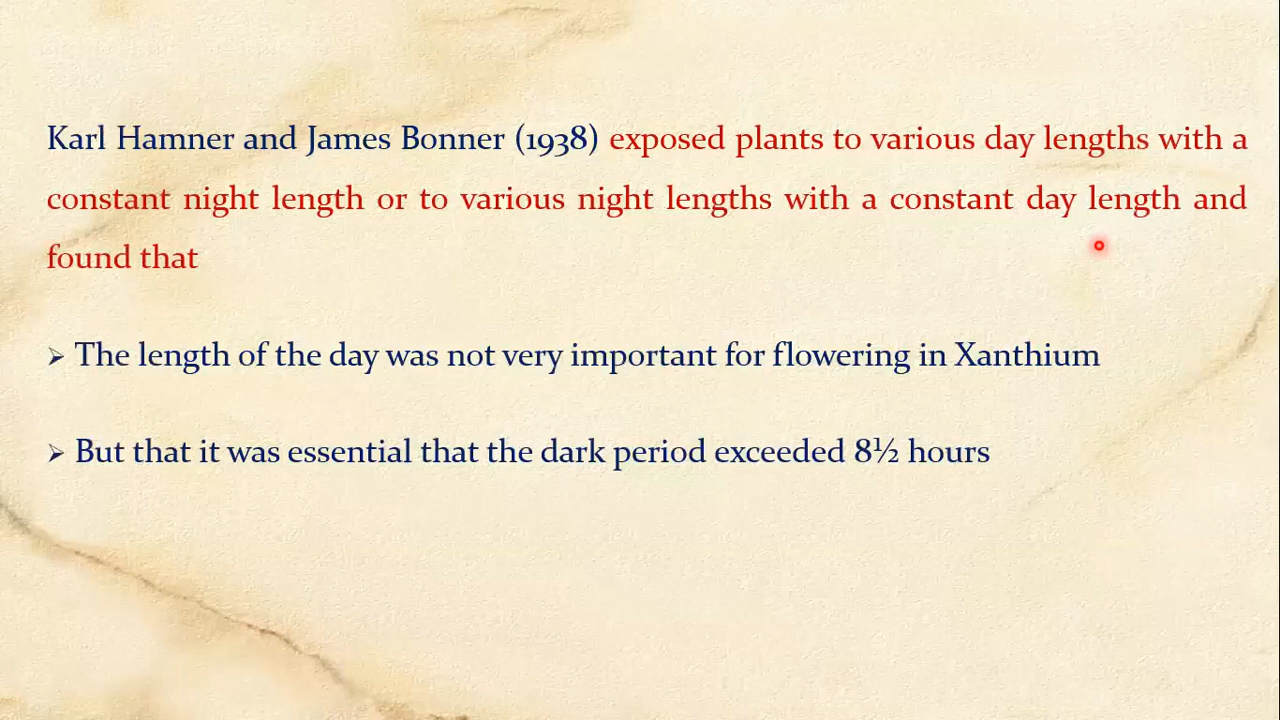 Karl Hamner and James Bonner (1938) exposed plants to various day lengths with a
constant night length or to various night lengths with a constant day length and
found that
➢ The length of the day was not very important for flowering in Xanthium
➢ But that it was essential that the dark period exceeded 8½ hours